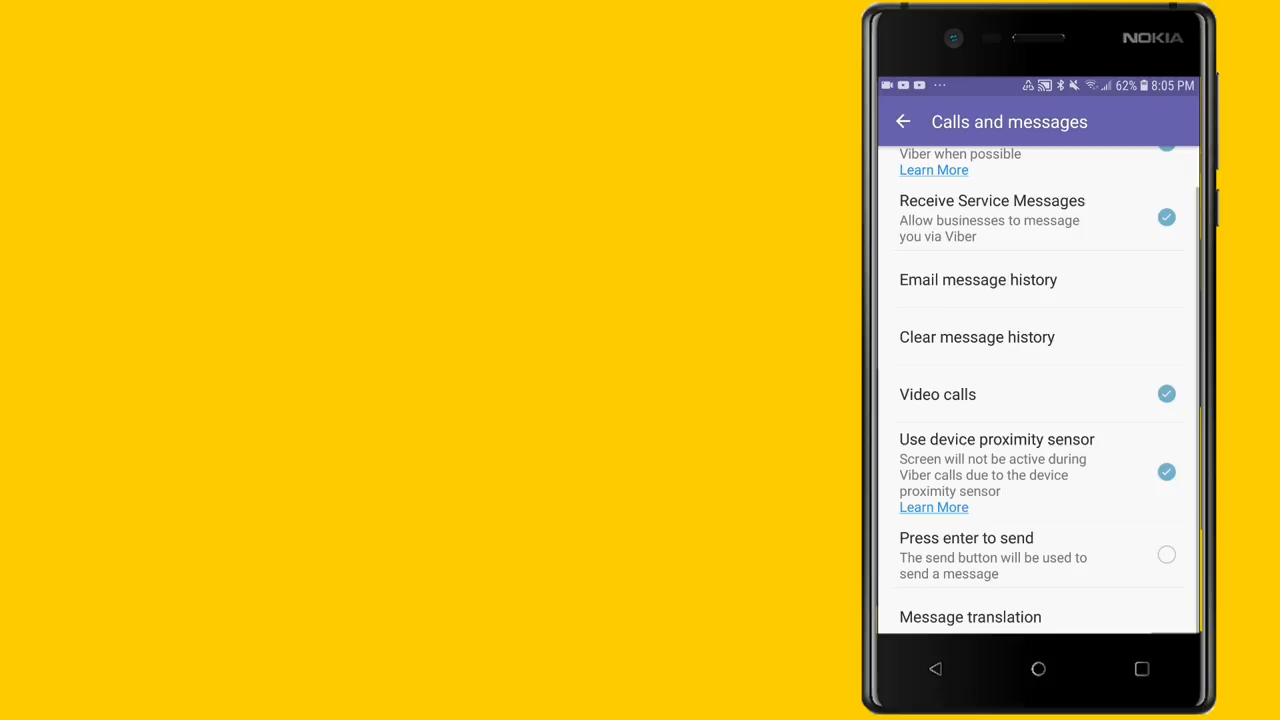 NOKIA
... 62% 8:05 PM
Calls and messages
Viber when possible
Learn More
Receive Service Messages
Allow businesses to message
you via Viber
Email message history
Clear message history
Video calls
Use device proximity sensor
Screen will not be active during
Viber calls due to the device
proximity sensor
Learn More
Press enter to send
The send button will be used to
send a message
Message translation